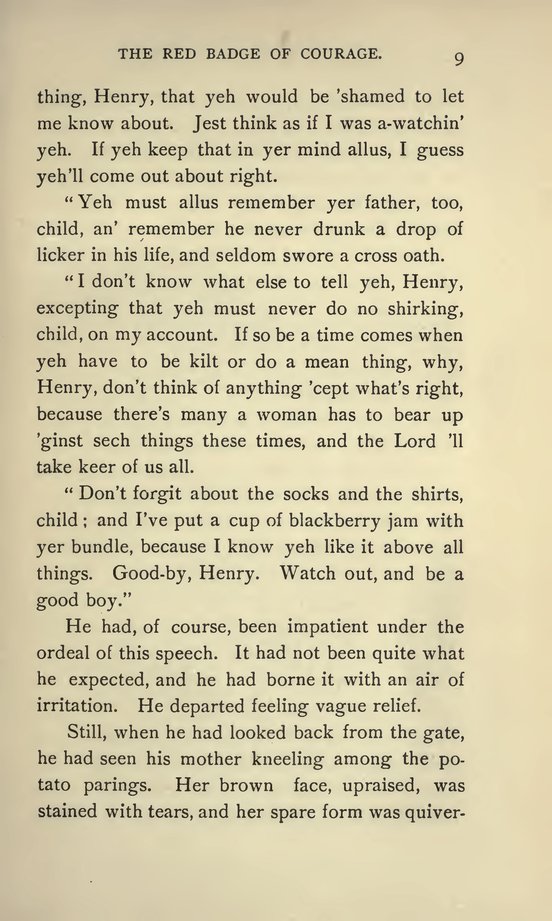 THE RED BADGE OF COURAGE. 9
thing, Henry, that yeh would be 'shamed to let
me know about. Jest think as if I was a-watchin'
yeh. If yeh keep that in yer mind allus, I guess
yeh'll come out about right.
"Yeh must allus remember yer father, too,
child, an' remember he never drunk a drop of
licker in his life, and seldom swore a cross oath.
"I don't know what else to tell yeh, Henry,
excepting that yeh must never do no shirking,
child, on my account. If so be a time comes when
yeh have to be kilt or do a mean thing, why,
Henry, don't think of anything 'cept what's right,
because there's many a woman has to bear up
'ginst sech things these times, and the Lord 'll
take keer of us all.
"Don't forgit about the socks and the shirts,
child; and I've put a cup of blackberry jam with
yer bundle, because I know yeh like it above all
things. Good-by, Henry. Watch out, and be a
good boy."
He had, of course, been impatient under the
ordeal of this speech. It had not been quite what
he expected, and he had borne it with an air of
irritation. He departed feeling vague relief.
Still, when he had looked back from the gate,
he had seen his mother kneeling among the po-
tato parings. Her brown face, upraised, was
stained with tears, and her spare form was quiver-